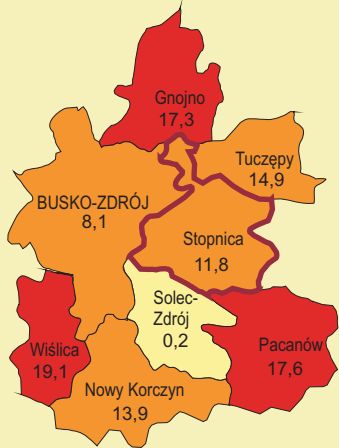 Gnojno
17,3
Tuczępy
14,9
BUSKO-ZDRÓJ
8,1
Stopnica
11,8
Solec-
Zdrój
0,2
Wiślica
19,1
Pacanów
17,6
Nowy Korczyn
13,9